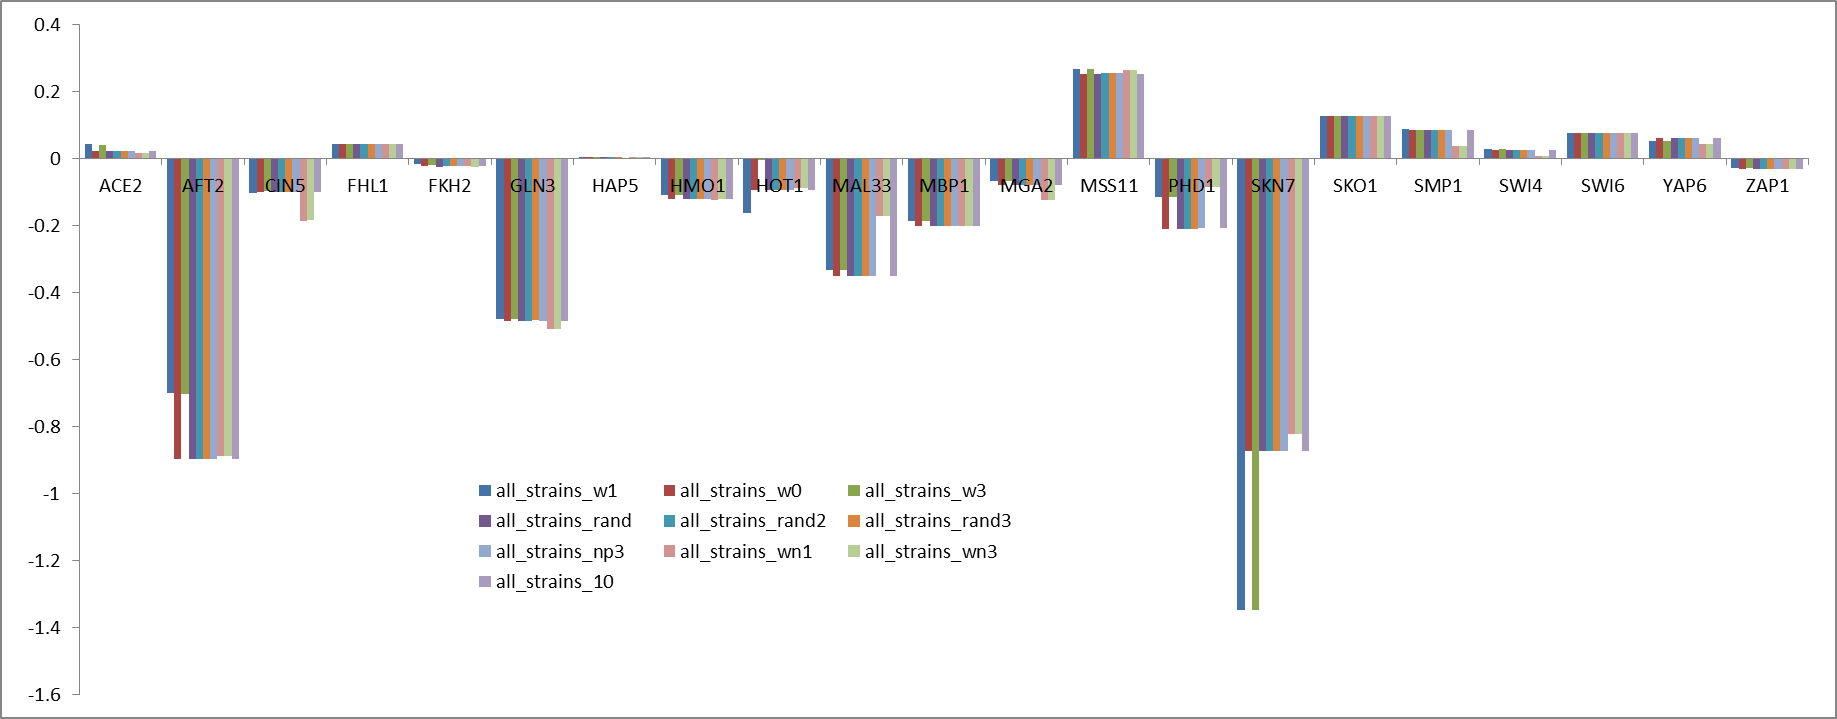 0.4
0.2
0
-0.2
-0.4
-0.6
-0.8
-1
-1.2
-1.4
-1.6
ACE2 AFT2 CIN5 FHL1 FKH2 GLN3 HAP5 HMO1 HOT1 MAL33 MBP1 MGA2 MSS11 PHD1 SKN7 SKO1 SMP1 SWI4 SWI6 YAP6 ZAP1
all_strains_w1 all_strains_w0 all_strains_w3
all_strains_rand all_strains_rand2 all_strains_rand3
all_strains_np3 all_strains_wn1 all_strains_wn3
all_strains_10